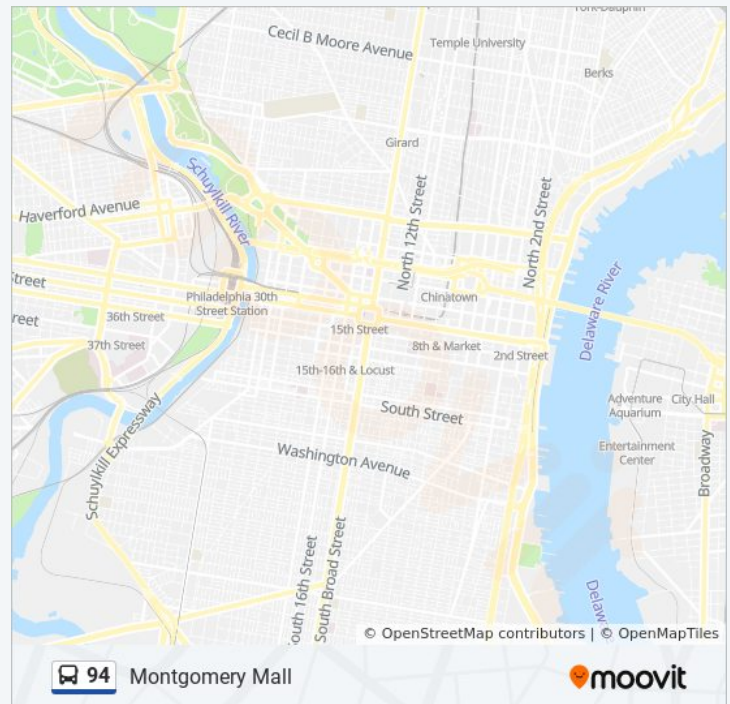 York-Dauphin
Cecil B Moore Avenue
Temple University
Berks
Girard
Schuylkill River
Haverford Avenue
North 12th Street
North 2nd Street
Delaware River
Street
Philadelphia 30th
Street Station
Chinatown
36th Street
reet
15th Street
37th Street
8th & Market
2nd Street
15th-16th & Locust
Adventure
Aquarium
City Hall
South Street
Washington Avenue
Entertainment
Center
Broadway
Schuylkill Expressway
South 16th Street
South Broad Street
Delaw
© OpenStreetMap contributors | © OpenMapTiles
94 Montgomery Mall
moovit